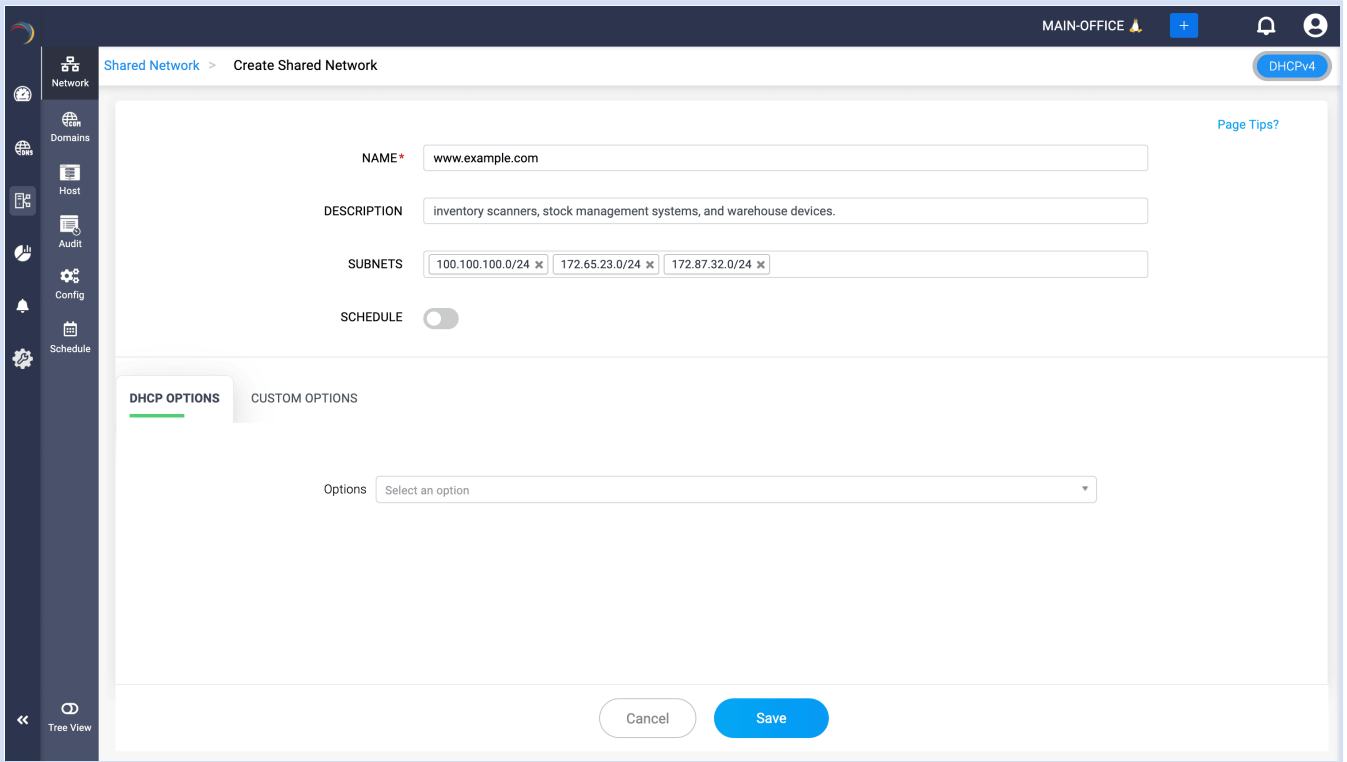 MAIN-OFFICE
Network
Domains
Host
Audit
Config
Schedule
Tree View
Shared Network > Create Shared Network
DHCPv4
Page Tips?
NAME* www.example.com
DESCRIPTION inventory scanners, stock management systems, and warehouse devices.
SUBNETS 100.100.100.0/24 172.65.23.0/24 172.87.32.0/24
SCHEDULE
DHCP OPTIONS CUSTOM OPTIONS
Options Select an option
Cancel Save